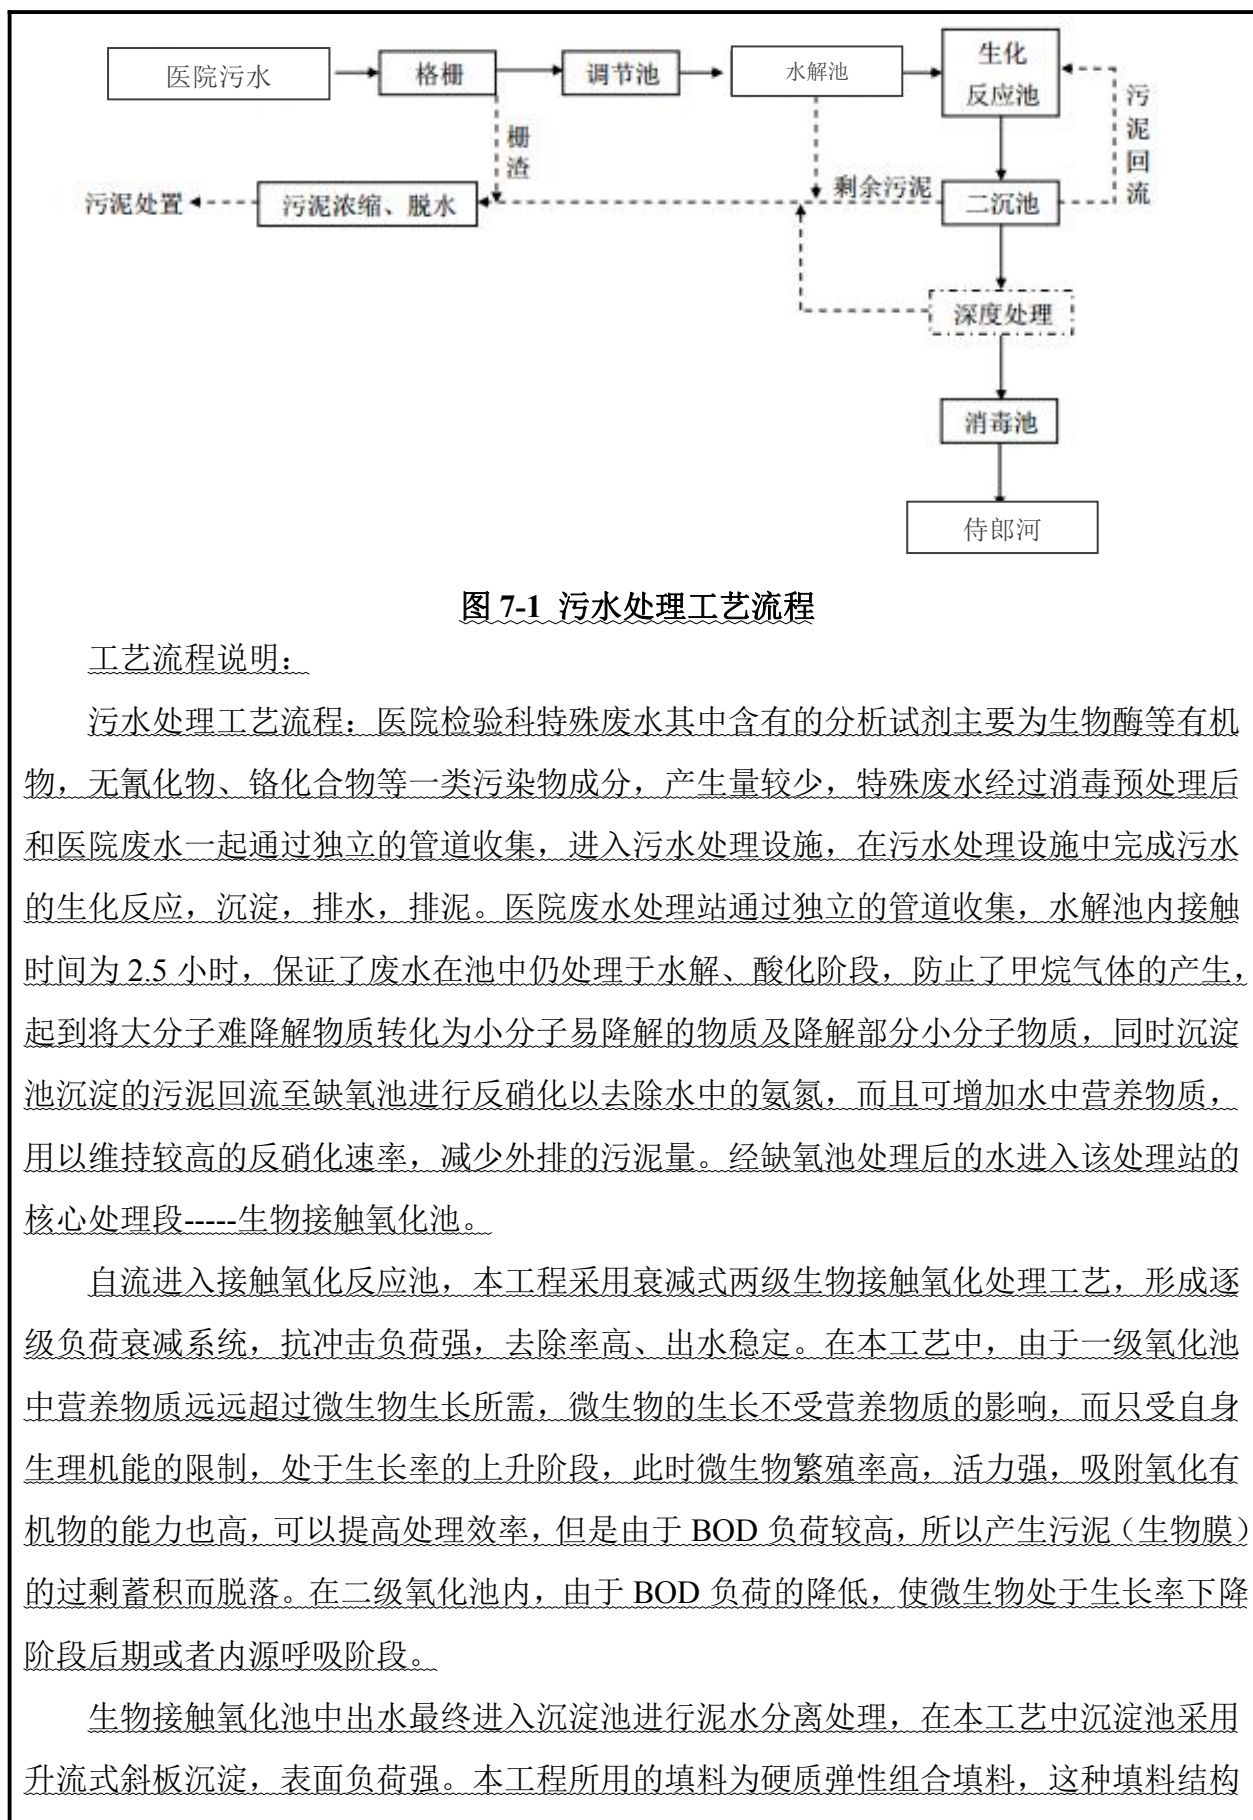 医院污水
格栅
调节池
水解池
生化
反应池
污泥回流
栅渣
剩余污泥
污泥处置
污泥浓缩、脱水
二沉池
深度处理
消毒池
侍郎河
图 7-1 污水处理工艺流程
工艺流程说明：
污水处理工艺流程：医院检验科特殊废水其中含有的分析试剂主要为生物酶等有机
物，无氰化物、铬化合物等一类污染物成分，产生量较少，特殊废水经过消毒预处理后
和医院废水一起通过独立的管道收集，进入污水处理设施，在污水处理设施中完成污水
的生化反应，沉淀，排水，排泥。医院废水处理站通过独立的管道收集，水解池内接触
时间为 2.5 小时，保证了废水在池中仍处理于水解、酸化阶段，防止了甲烷气体的产生，
起到将大分子难降解物质转化为小分子易降解的物质及降解部分小分子物质，同时沉淀
池沉淀的污泥回流至缺氧池进行反硝化以去除水中的氨氮，而且可增加水中营养物质，
用以维持较高的反硝化速率，减少外排的污泥量。经缺氧池处理后的水进入该处理站的
核心处理段-----生物接触氧化池。
自流进入接触氧化反应池，本工程采用衰减式两级生物接触氧化处理工艺，形成逐
级负荷衰减系统，抗冲击负荷强，去除率高、出水稳定。在本工艺中，由于一级氧化池
中营养物质远远超过微生物生长所需，微生物的生长不受营养物质的影响，而只受自身
生理机能的限制，处于生长率的上升阶段，此时微生物繁殖率高，活力强，吸附氧化有
机物的能力也高，可以提高处理效率，但是由于 BOD 负荷较高，所以产生污泥（生物膜）
的过剩蓄积而脱落。在二级氧化池内，由于 BOD 负荷的降低，使微生物处于生长率下降
阶段后期或者内源呼吸阶段。
生物接触氧化池中出水最终进入沉淀池进行泥水分离处理，在本工艺中沉淀池采用
升流式斜板沉淀，表面负荷强。本工程所用的填料为硬质弹性组合填料，这种填料结构